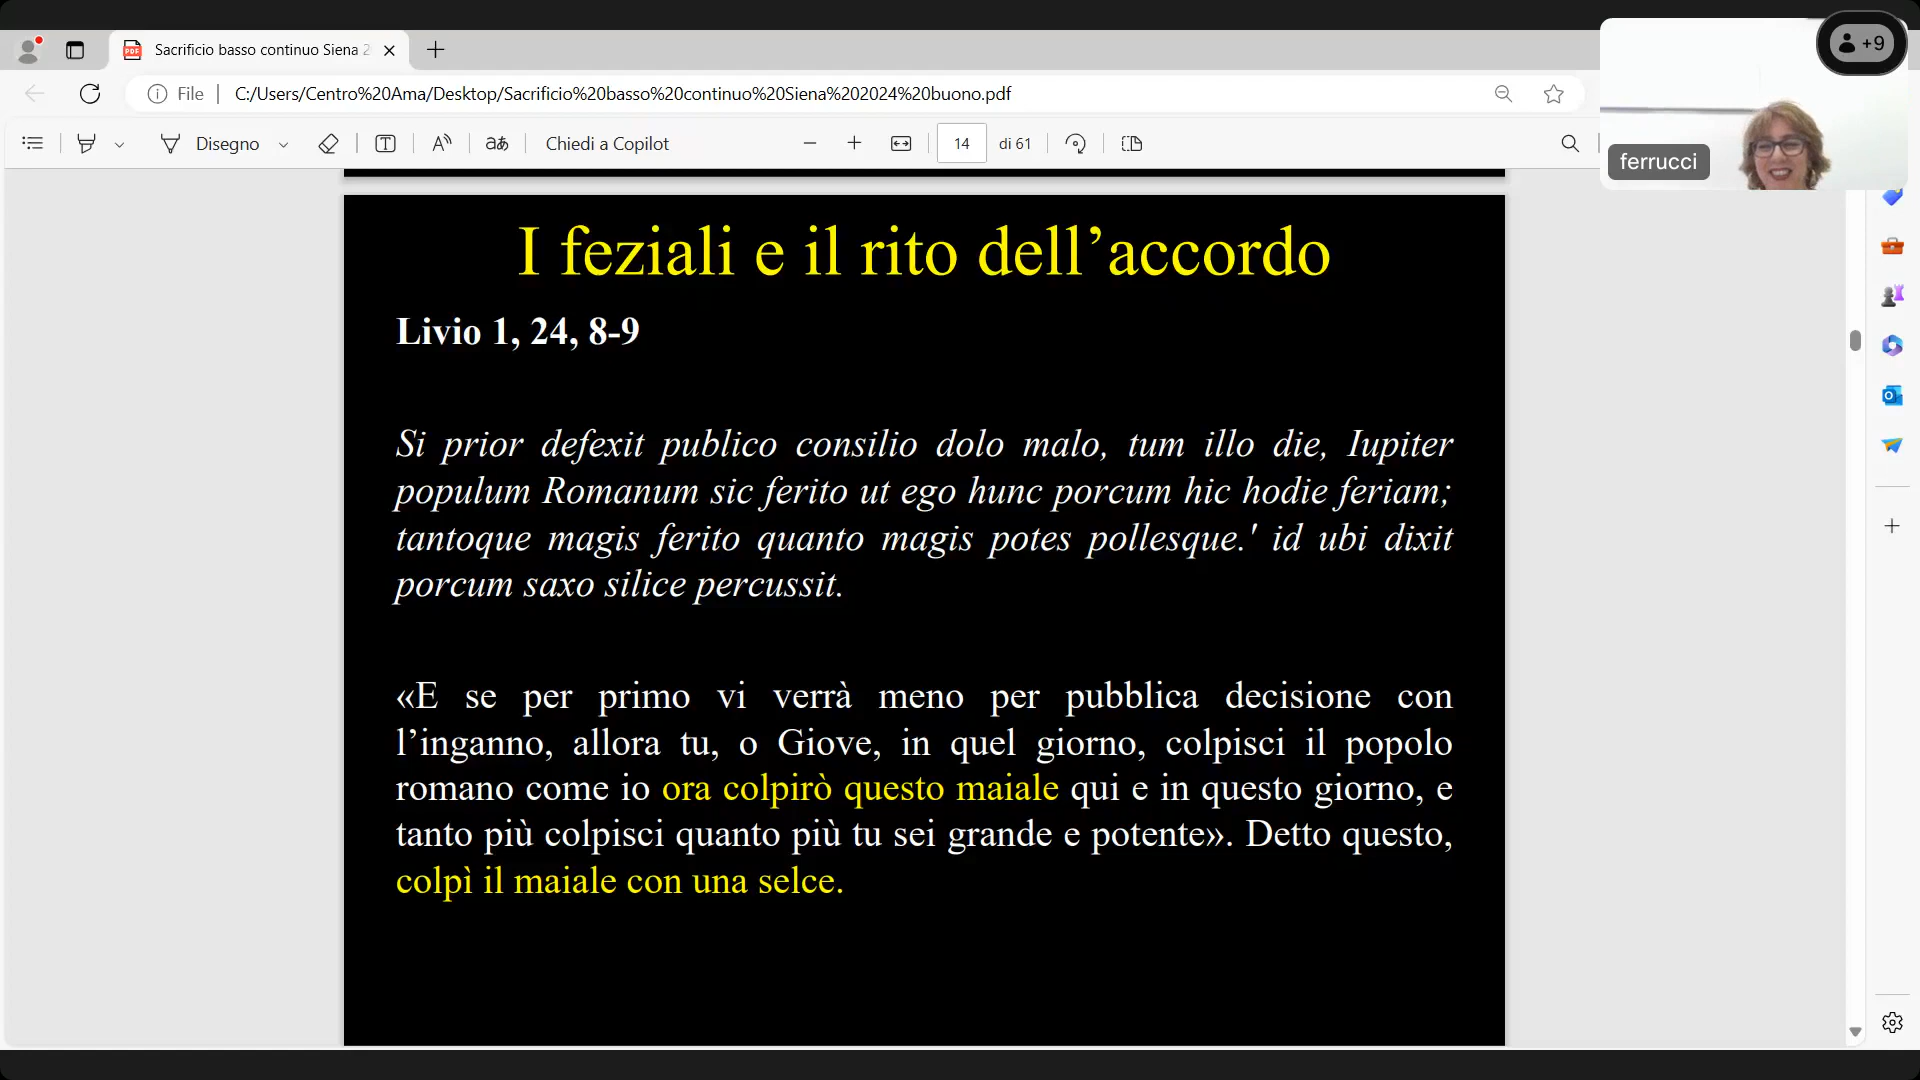 Sacrificio basso continuo Siena 2
+9
File
C:/Users/Centro%20Ama/Desktop/Sacrificio%20basso%20continuo%20Siena%202024%20buono.pdf
Disegno
Chiedi a Copilot
14 di 61
ferrucci
I feziali e il rito dell’accordo
Livio 1, 24, 8-9
Si prior defexit publico consilio dolo malo, tum illo die, Iupiter
populum Romanum sic ferito ut ego hunc porcum hic hodie feriam;
tantoque magis ferito quanto magis potes pollesque.' id ubi dixit
porcum saxo silice percussit.
«E se per primo vi verrà meno per pubblica decisione con
l’inganno, allora tu, o Giove, in quel giorno, colpisci il popolo
romano come io ora colpirò questo maiale qui e in questo giorno, e
tanto più colpisci quanto più tu sei grande e potente». Detto questo,
colpì il maiale con una selce.